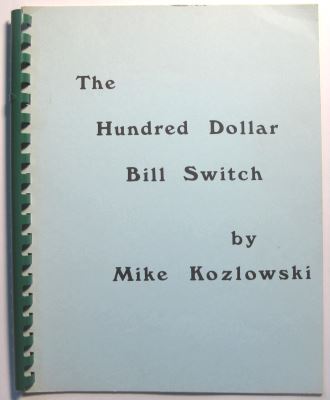 The
Hundred Dollar
Bill Switch
by
Mike Kozlowski